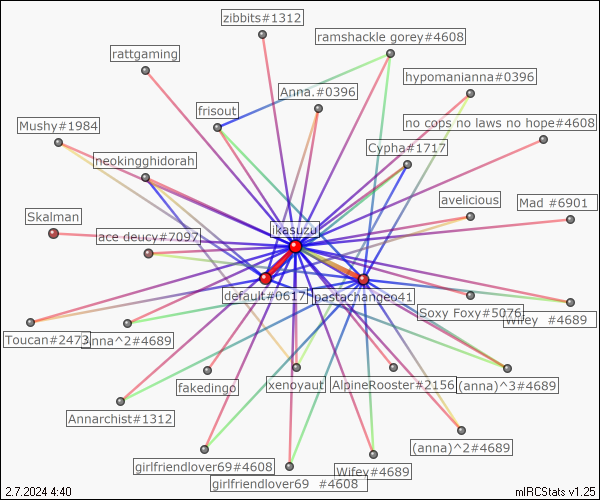 zibbits#1312
ramshackle gorey#4608
rattgaming
hypomanianna#0396
Anna.#0396
frisout
no cops no laws no hope#4608
Mushy#1984
Cypha#1717
neokingghidorah
avelicious
Mad #6901
Skalman
ikasuzu
ace deucy#7097
default#0617
pastachangeo41
Soxy Foxy#5076
Wifey #4689
Toucan#2473
anna^2#4689
fakedingo
xenoyaut
AlpineRooster#2156
(anna)^3#4689
Annarchist#1312
(anna)^2#4689
girlfriendlover69#4608
Wifey#4689
girlfriendlover69 #4608
2.7.2024 4:40
mIRCStats v1.25